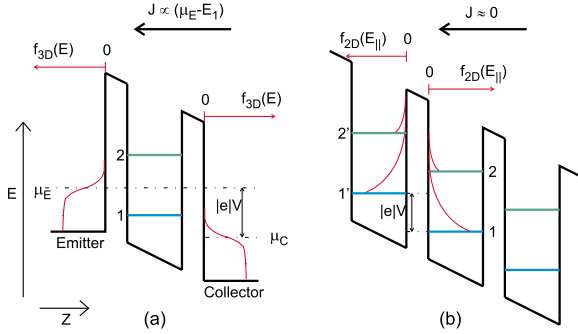 J ∝ (μE-E1)
f3D(E)
0
0
f3D(E)
2
E
μE
1
|e|V
μC
Emitter
Collector
Z
(a)
J ≈ 0
f2D(E||)
0
0
f2D(E||)
2'
2
1'
|e|V
1
(b)